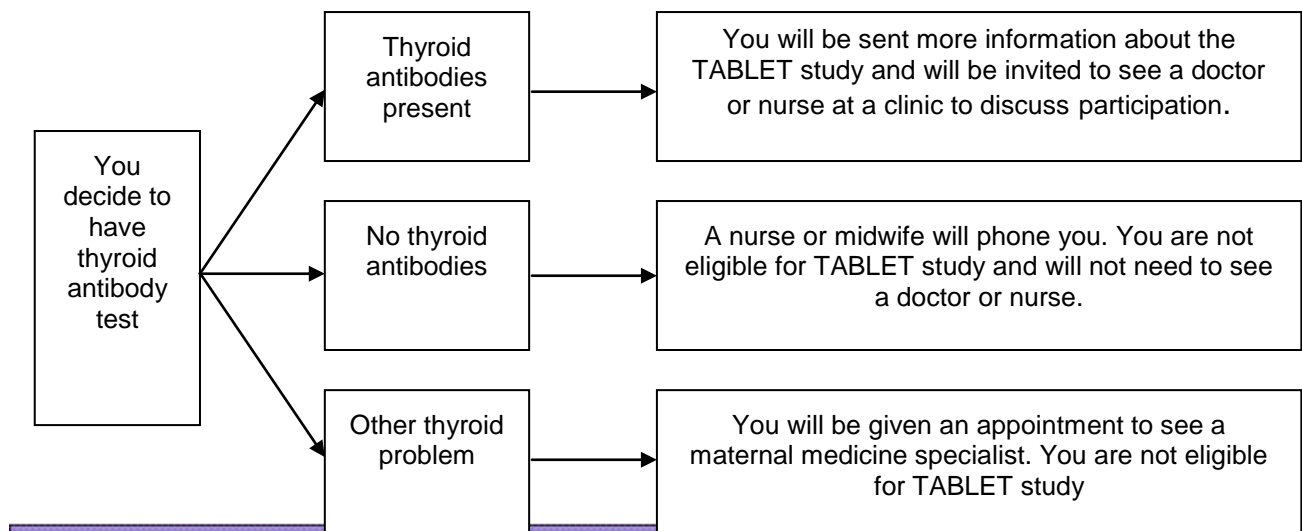 You
decide to
have
thyroid
antibody
test
Thyroid
antibodies
present
You will be sent more information about the
TABLET study and will be invited to see a doctor
or nurse at a clinic to discuss participation.
No thyroid
antibodies
A nurse or midwife will phone you. You are not
eligible for TABLET study and will not need to see
a doctor or nurse.
Other thyroid
problem
You will be given an appointment to see a
maternal medicine specialist. You are not eligible
for TABLET study